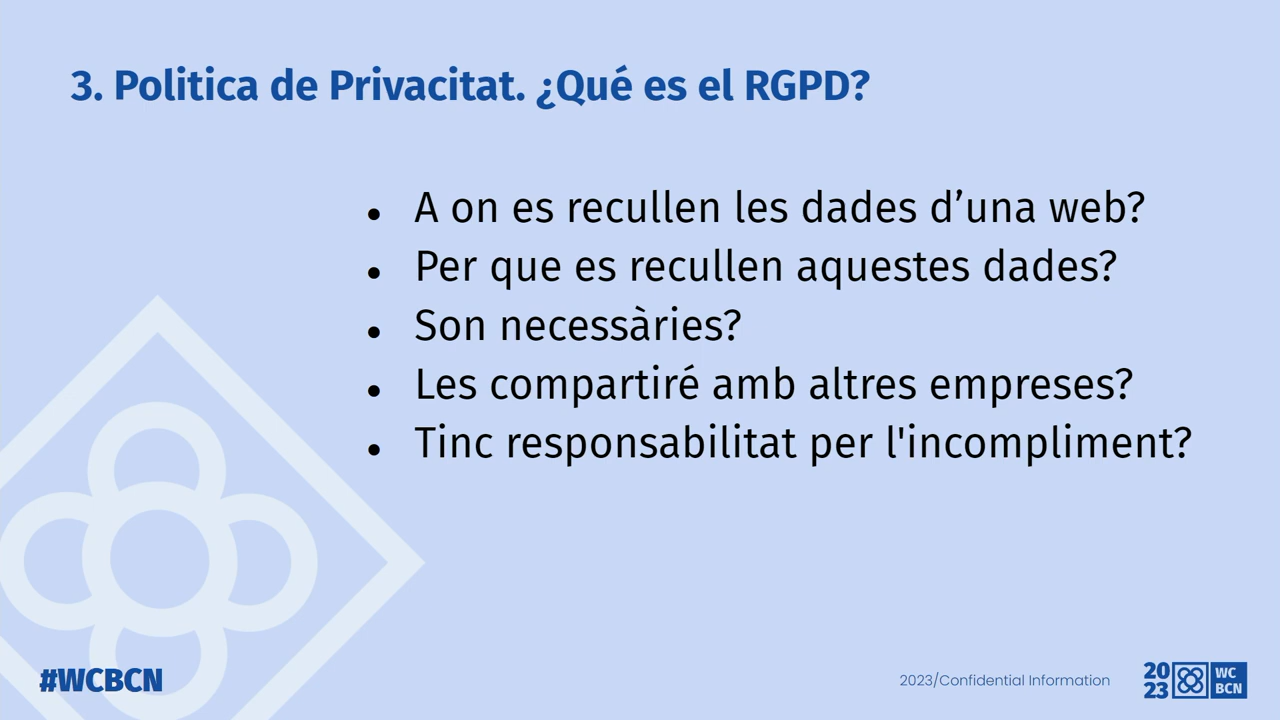 3. Politica de Privacitat. ¿Qué es el RGPD?
• A on es recullen les dades d’una web?
• Per que es recullen aquestes dades?
• Son necessàries?
• Les compartiré amb altres empreses?
• Tinc responsabilitat per l'incompliment?
#WCBCN
2023/Confidential Information
20 WC
23 BCN